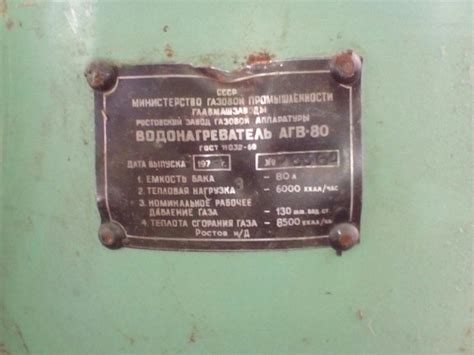 СССР
МИНИСТЕРСТВО ГАЗОВОЙ ПРОМЫШЛЕННОСТИ
ГЛАВМАШЗАВОДЫ
РОСТОВСКИЙ ЗАВОД ГАЗОВОЙ АППАРАТУРЫ
ВОДОНАГРЕВАТЕЛЬ АГВ-80
ГОСТ 11032-68
ДАТА ВЫПУСКА 197 г. №
1. ЕМКОСТЬ БАКА - 80 Л
2. ТЕПЛОВАЯ НАГРУЗКА - 6000 ККАЛ/ЧАС
3. НОМИНАЛЬНОЕ РАБОЧЕЕ
ДАВЛЕНИЕ ГАЗА - 130 мм. вод. ст.
4. ТЕПЛОТА СГОРАНИЯ ГАЗА - 8500
РОСТОВ н/Д